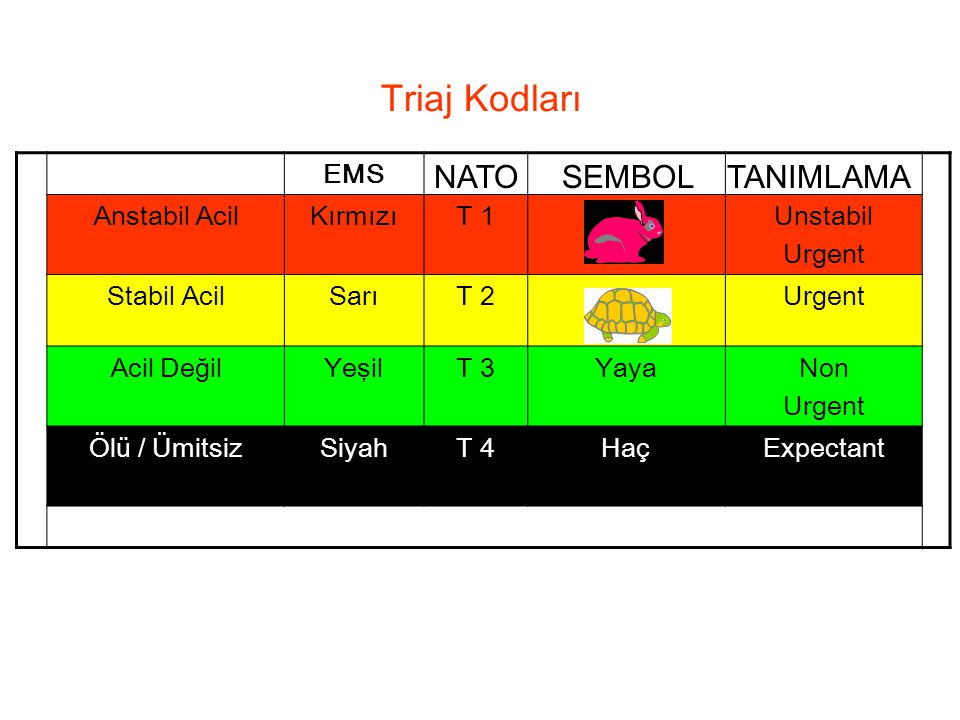 Triaj Kodları
EMS NATO SEMBOL TANIMLAMA
Anstabil Acil Kırmızı T 1 Unstabil
Urgent
Stabil Acil Sarı T 2 Urgent
Acil Değil Yeşil T 3 Yaya Non
Urgent
Ölü / Ümitsiz Siyah T 4 Haç Expectant